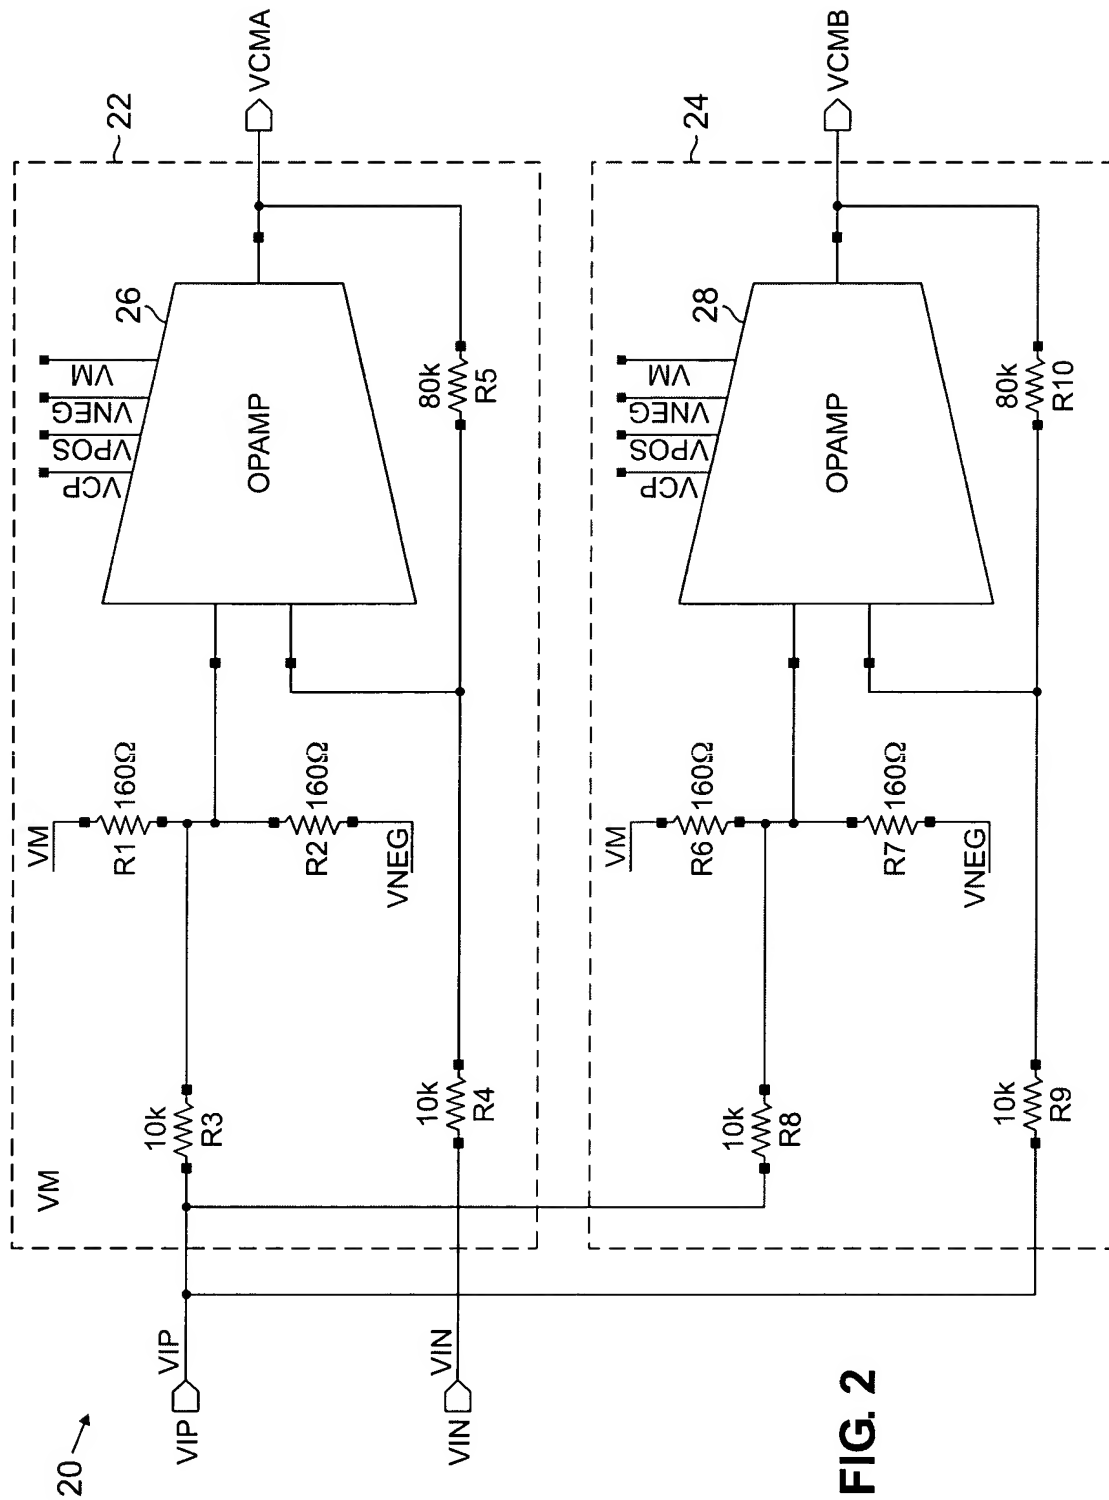 20
VIP
VIP
VIN
VIN
22
VM
VM
R1
160Ω
R2
160Ω
VNEG
10k
R3
10k
R4
26
VCP
VPOS
VNEG
VM
OPAMP
80k
R5
VCMA
24
VM
R6
160Ω
R7
160Ω
VNEG
10k
R8
10k
R9
28
VCP
VPOS
VNEG
VM
OPAMP
80k
R10
VCMB
FIG. 2